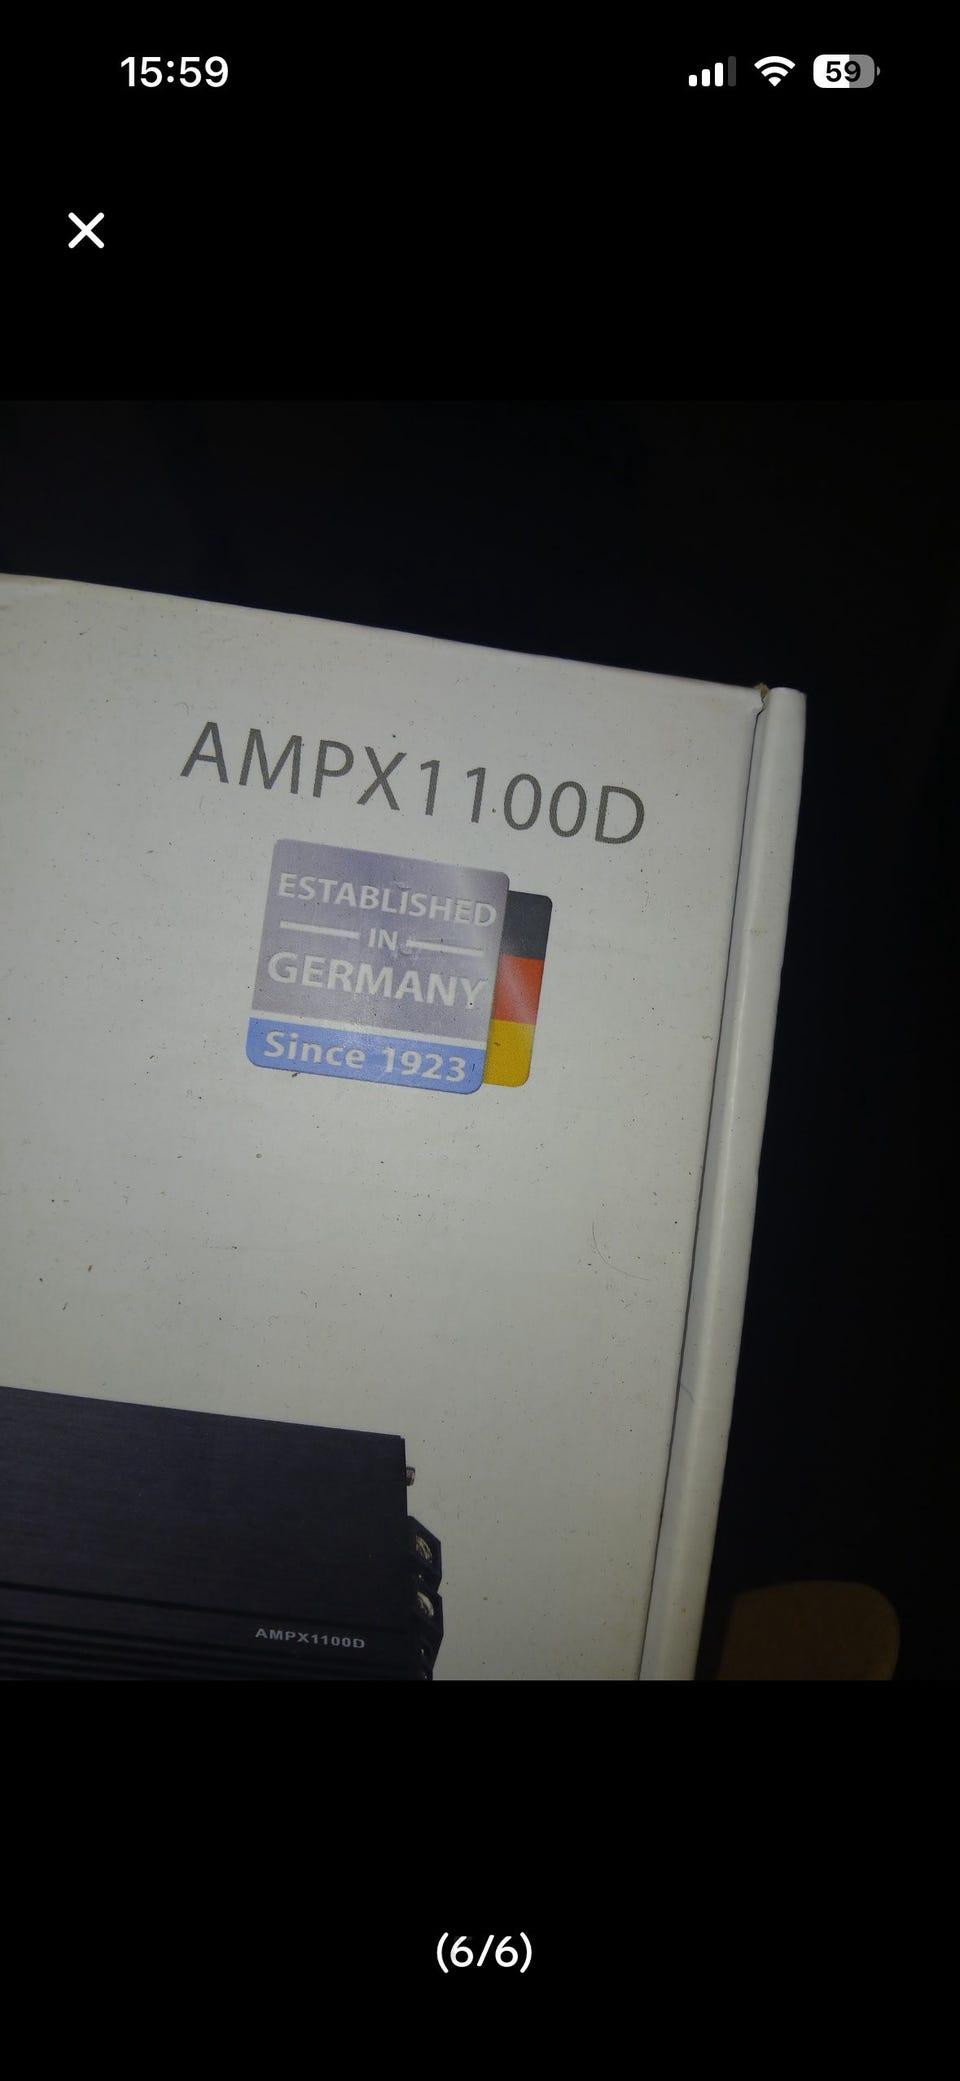 15:59
59
AMPX1100D
ESTABLISHED
IN
GERMANY
Since 1923
AMPX1100D
(6/6)